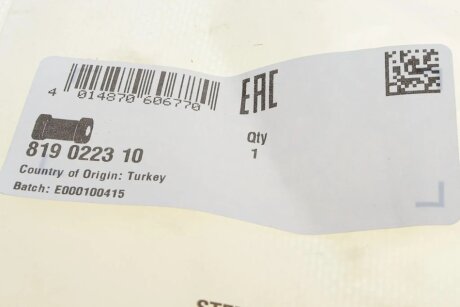 4 014870 606770
EAC
819 0223 10
Qty
1
Country of Origin: Turkey
Batch: E000100415